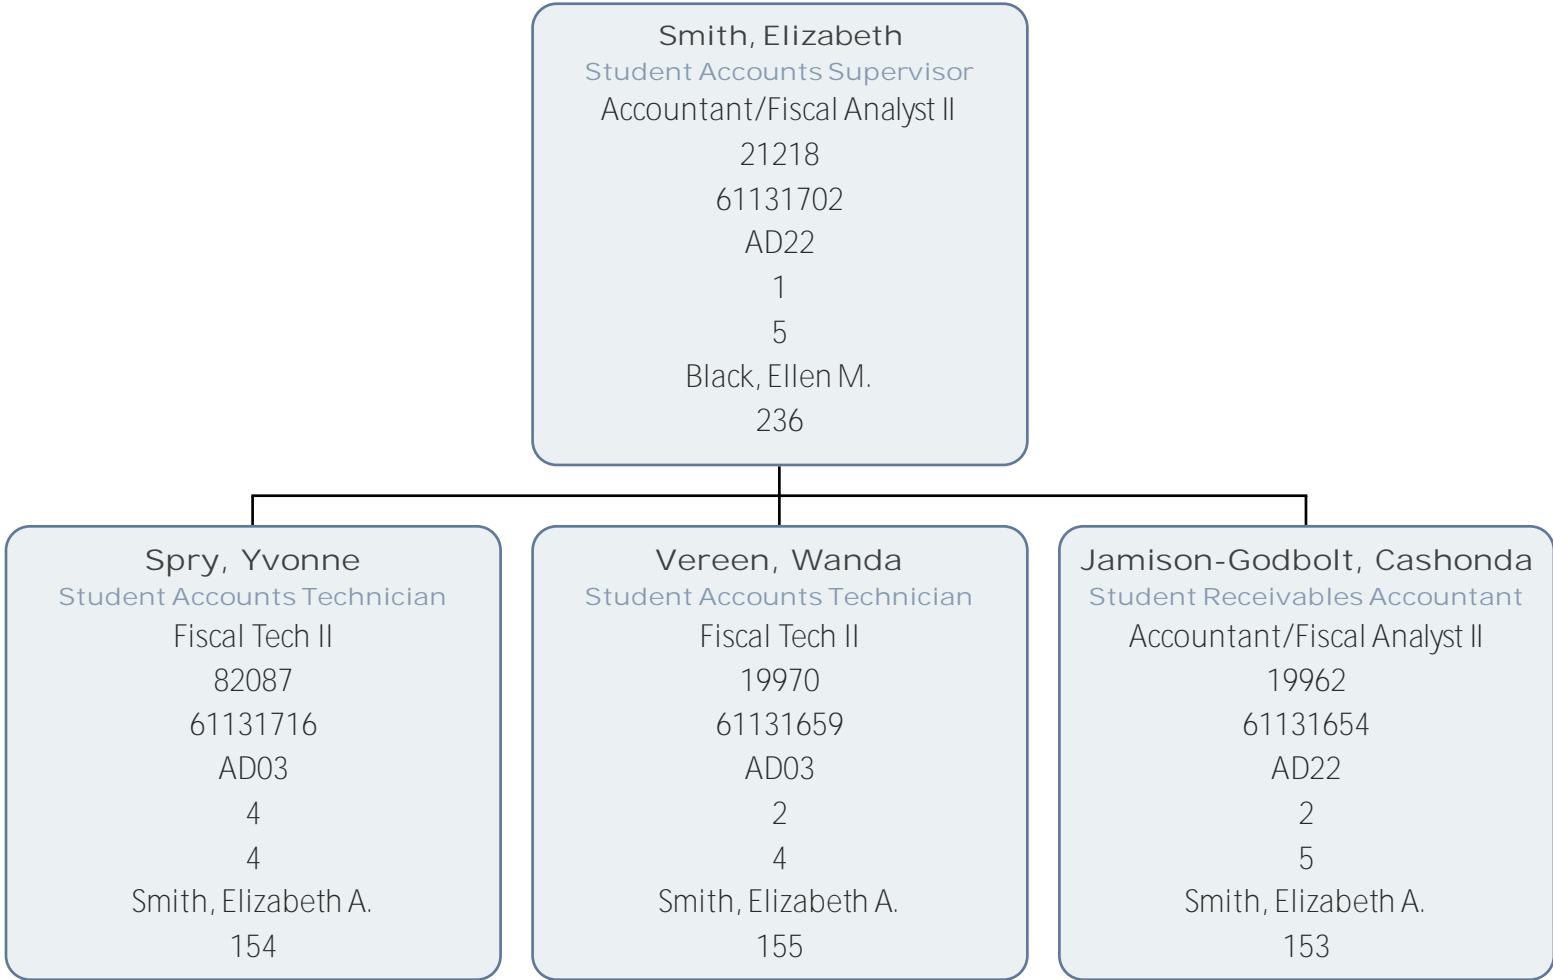 Smith, Elizabeth
Student Accounts Supervisor
Accountant/Fiscal Analyst II
21218
61131702
AD22
1
5
Black, Ellen M.
236
Spry, Yvonne
Student Accounts Technician
Fiscal Tech II
82087
61131716
AD03
4
4
Smith, Elizabeth A.
154
Vereen, Wanda
Student Accounts Technician
Fiscal Tech II
19970
61131659
AD03
2
4
Smith, Elizabeth A.
155
Jamison-Godbolt, Cashonda
Student Receivables Accountant
Accountant/Fiscal Analyst II
19962
61131654
AD22
2
5
Smith, Elizabeth A.
153